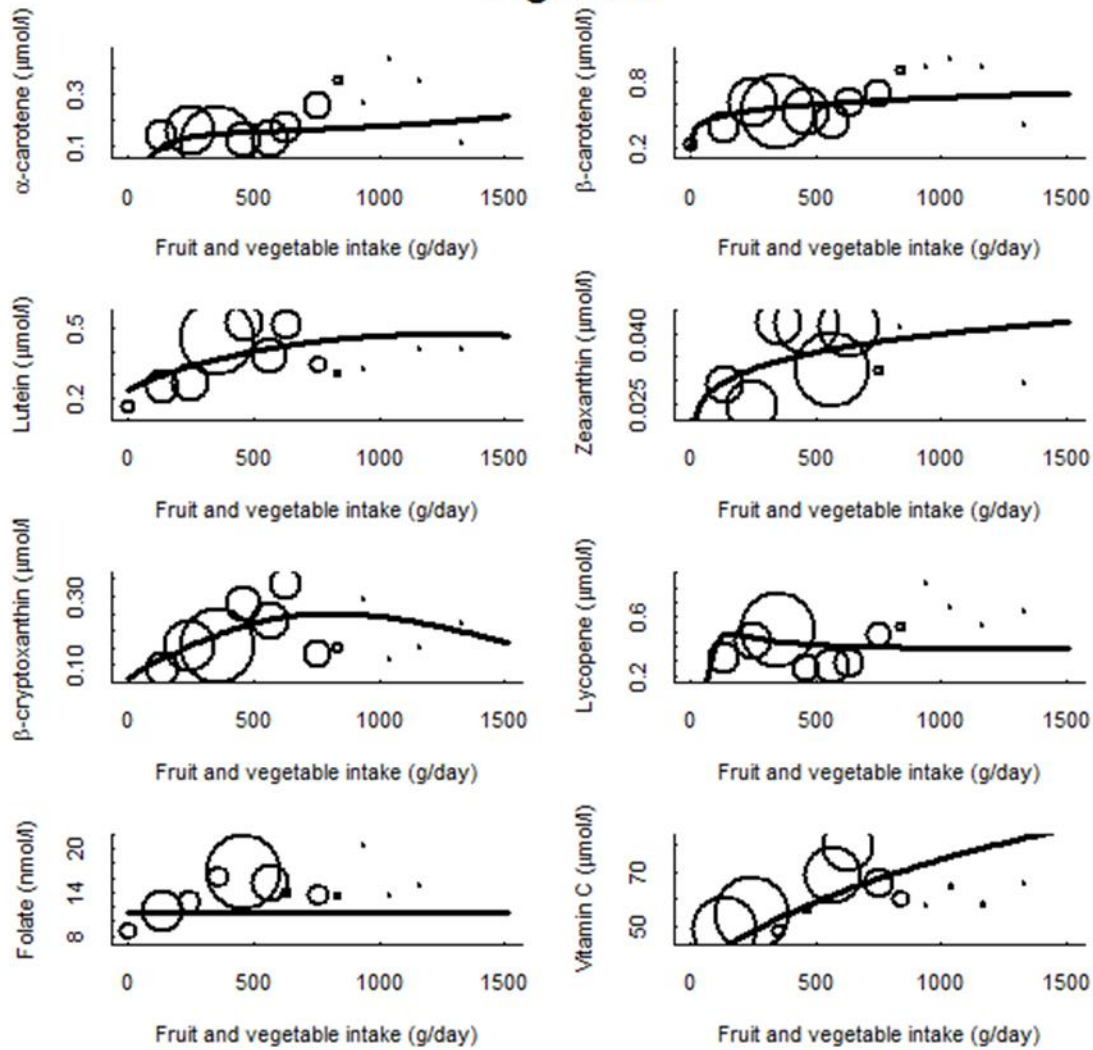 α-carotene (μmol/l)
0.1 0.3
0 500 1000 1500
Fruit and vegetable intake (g/day)
β-carotene (μmol/l)
0.2 0.8
0 500 1000 1500
Fruit and vegetable intake (g/day)
Lutein (μmol/l)
0.2 0.5
0 500 1000 1500
Fruit and vegetable intake (g/day)
Zeaxanthin (μmol/l)
0.025 0.040
0 500 1000 1500
Fruit and vegetable intake (g/day)
β-cryptoxanthin (μmol/l
0.10 0.30
0 500 1000 1500
Fruit and vegetable intake (g/day)
Lycopene (μmol/l)
0.2 0.6
0 500 1000 1500
Fruit and vegetable intake (g/day)
Folate (nmol/l)
8 14 20
0 500 1000 1500
Fruit and vegetable intake (g/day)
Vitamin C (μmol/l)
50 70
0 500 1000 1500
Fruit and vegetable intake (g/day)